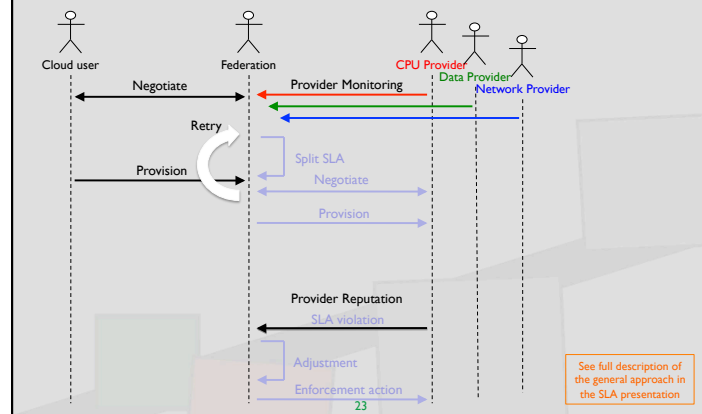 Cloud user
Federation
CPU Provider
Data Provider
Network Provider
Negotiate
Provider Monitoring
Retry
Split SLA
Provision
Negotiate
Provision
Provider Reputation
SLA violation
Adjustment
Enforcement action
See full description of
the general approach in
the SLA presentation
23